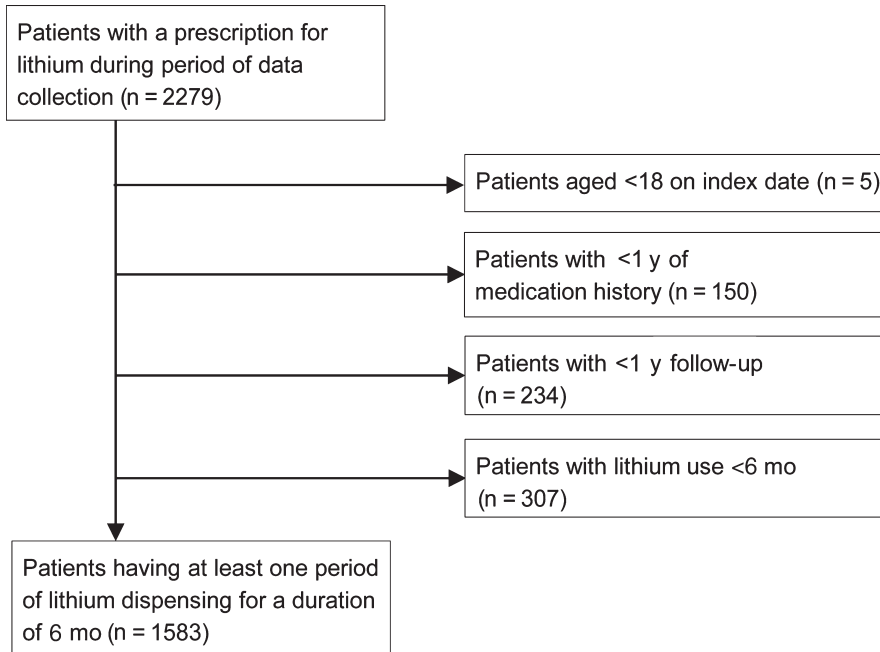 Patients with a prescription for
lithium during period of data
collection (n = 2279)
Patients aged <18 on index date (n = 5)
Patients with <1 y of
medication history (n = 150)
Patients with <1 y follow-up
(n = 234)
Patients with lithium use <6 mo
(n = 307)
Patients having at least one period
of lithium dispensing for a duration
of 6 mo (n = 1583)